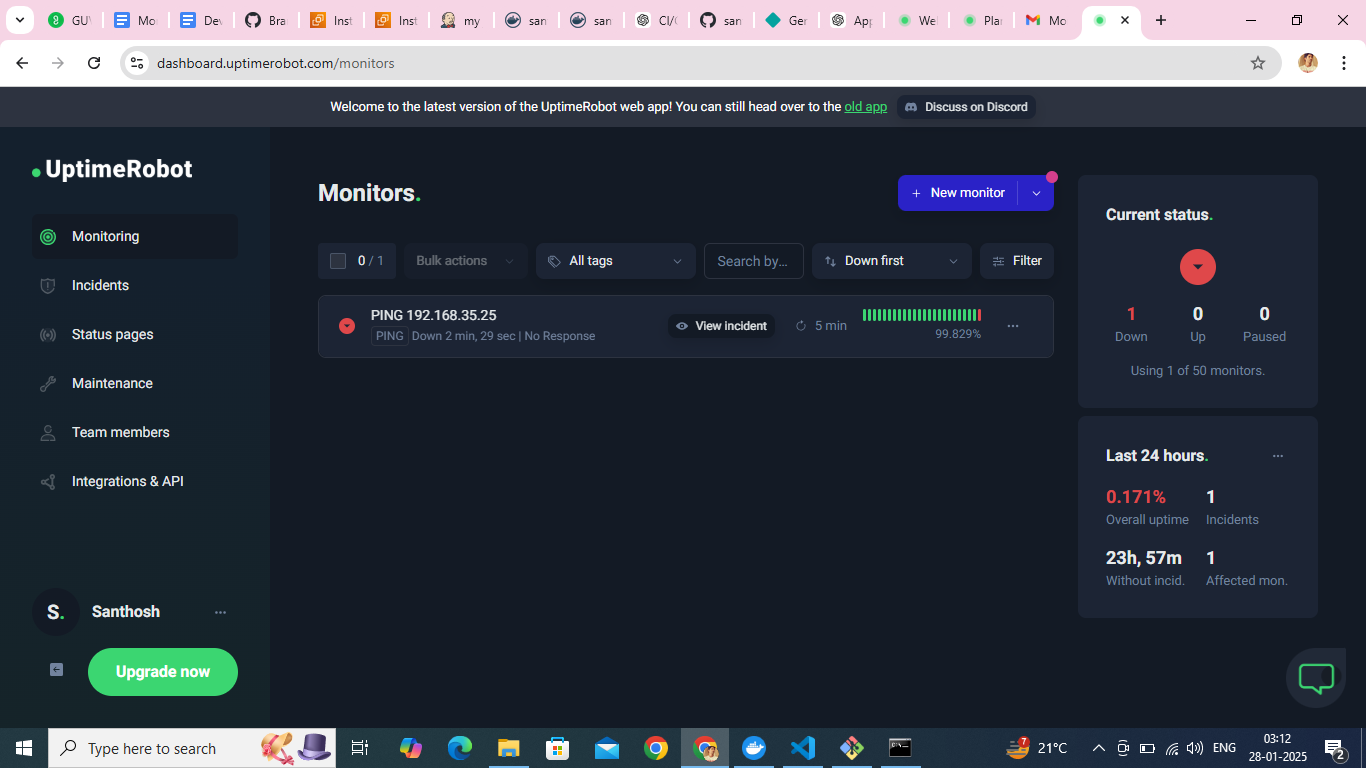 GUV
Mo
Dev
Bra
Inst
Inst
my
san
san
CI/C
san
Ger
App
We
Pla
Mo
dashboard.uptimerobot.com/monitors
Welcome to the latest version of the UptimeRobot web app! You can still head over to the old app
Discuss on Discord
UptimeRobot
Monitoring
Incidents
Status pages
Maintenance
Team members
Integrations & API
S.
Santhosh
Upgrade now
Monitors.
+ New monitor
0 / 1
Bulk actions
All tags
Search by...
Down first
Filter
PING 192.168.35.25
PING Down 2 min, 29 sec | No Response
View incident
5 min
99.829%
Current status.
1 0 0
Down Up Paused
Using 1 of 50 monitors.
Last 24 hours.
0.171% 1
Overall uptime Incidents
23h, 57m 1
Without incid. Affected mon.
Type here to search
7
21°C
ENG
03:12
28-01-2025
2